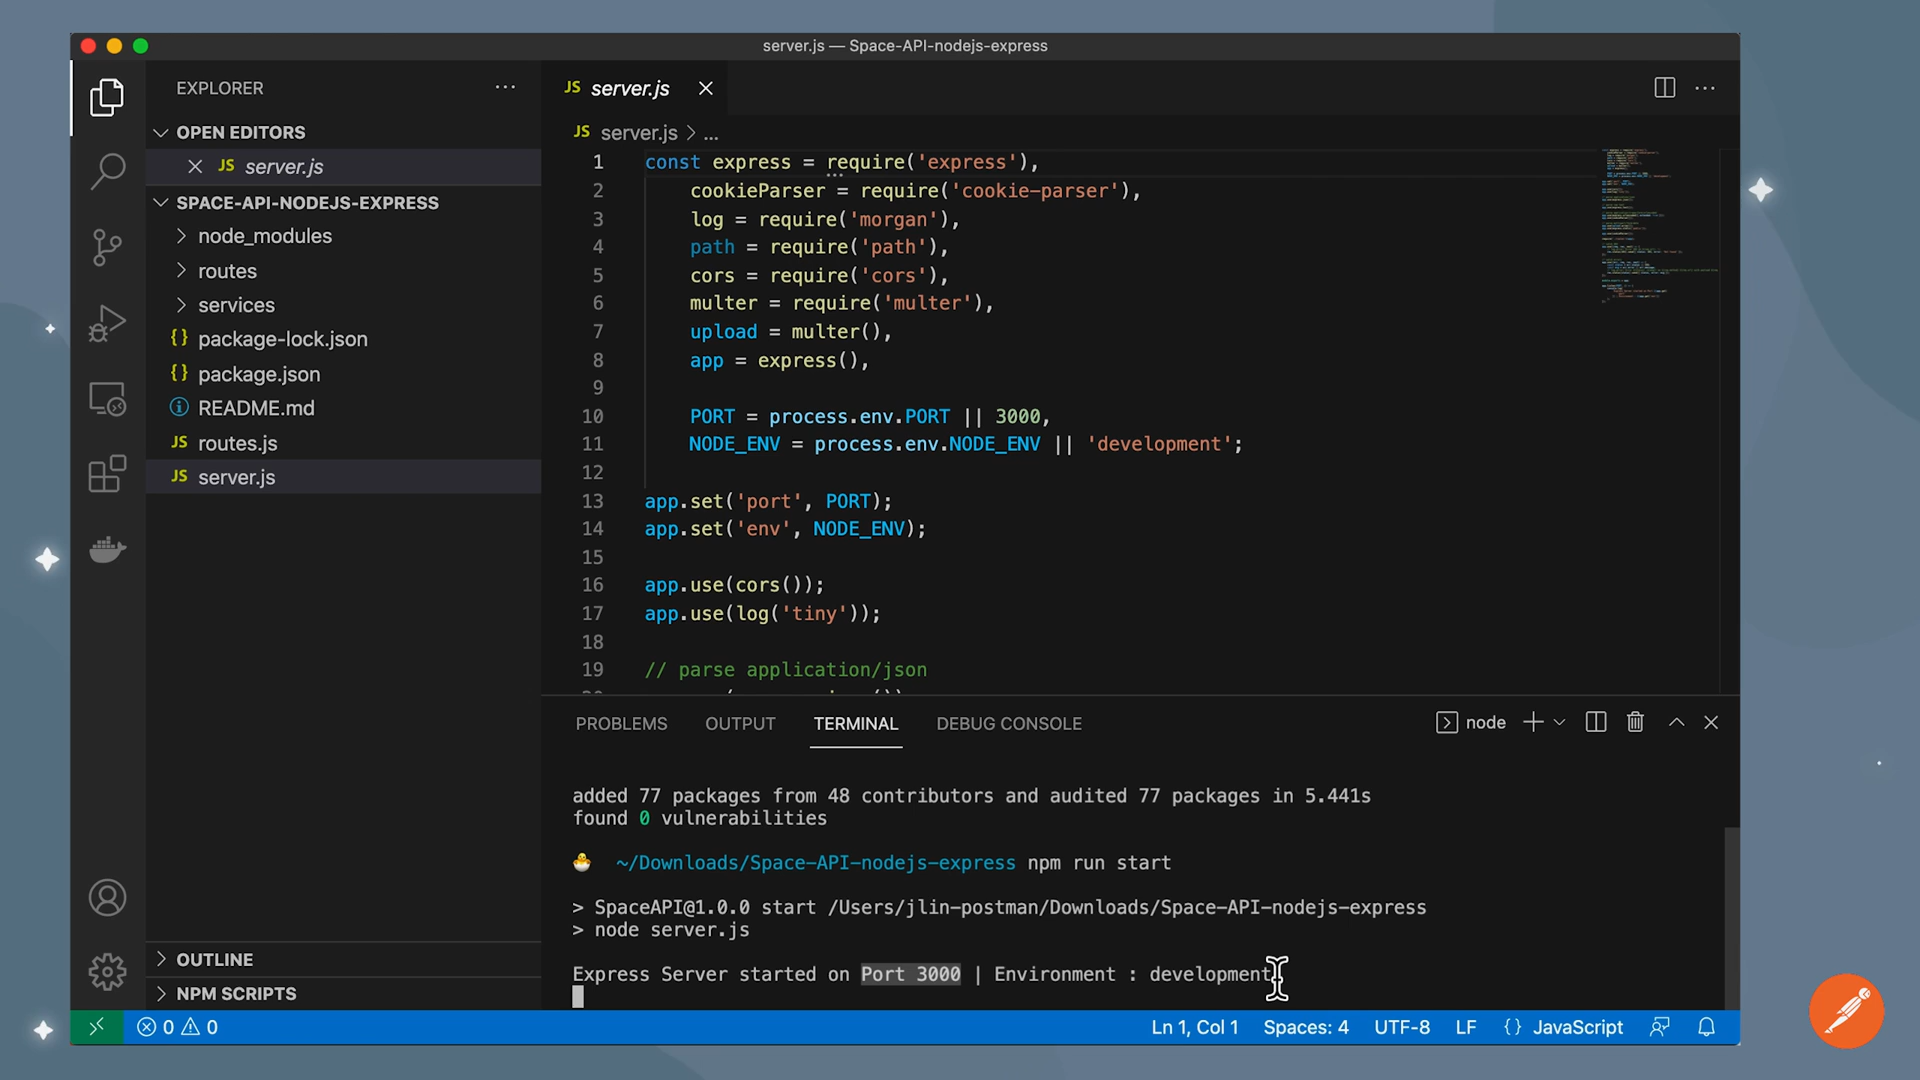 server.js — Space-API-nodejs-express
EXPLORER
OPEN EDITORS
JS server.js
SPACE-API-NODEJS-EXPRESS
node_modules
routes
services
{} package-lock.json
{} package.json
README.md
JS routes.js
JS server.js
OUTLINE
NPM SCRIPTS
JS server.js
JS server.js > ...
1 const express = require('express'),
2 cookieParser = require('cookie-parser'),
3 log = require('morgan'),
4 path = require('path'),
5 cors = require('cors'),
6 multer = require('multer'),
7 upload = multer(),
8 app = express(),
9
10 PORT = process.env.PORT || 3000,
11 NODE_ENV = process.env.NODE_ENV || 'development';
12
13 app.set('port', PORT);
14 app.set('env', NODE_ENV);
15
16 app.use(cors());
17 app.use(log('tiny'));
18
19 // parse application/json
PROBLEMS OUTPUT TERMINAL DEBUG CONSOLE node
added 77 packages from 48 contributors and audited 77 packages in 5.441s
found 0 vulnerabilities
~/Downloads/Space-API-nodejs-express npm run start
> SpaceAPI@1.0.0 start /Users/jlin-postman/Downloads/Space-API-nodejs-express
> node server.js
Express Server started on Port 3000 | Environment : development
0 0 Ln 1, Col 1 Spaces: 4 UTF-8 LF {} JavaScript